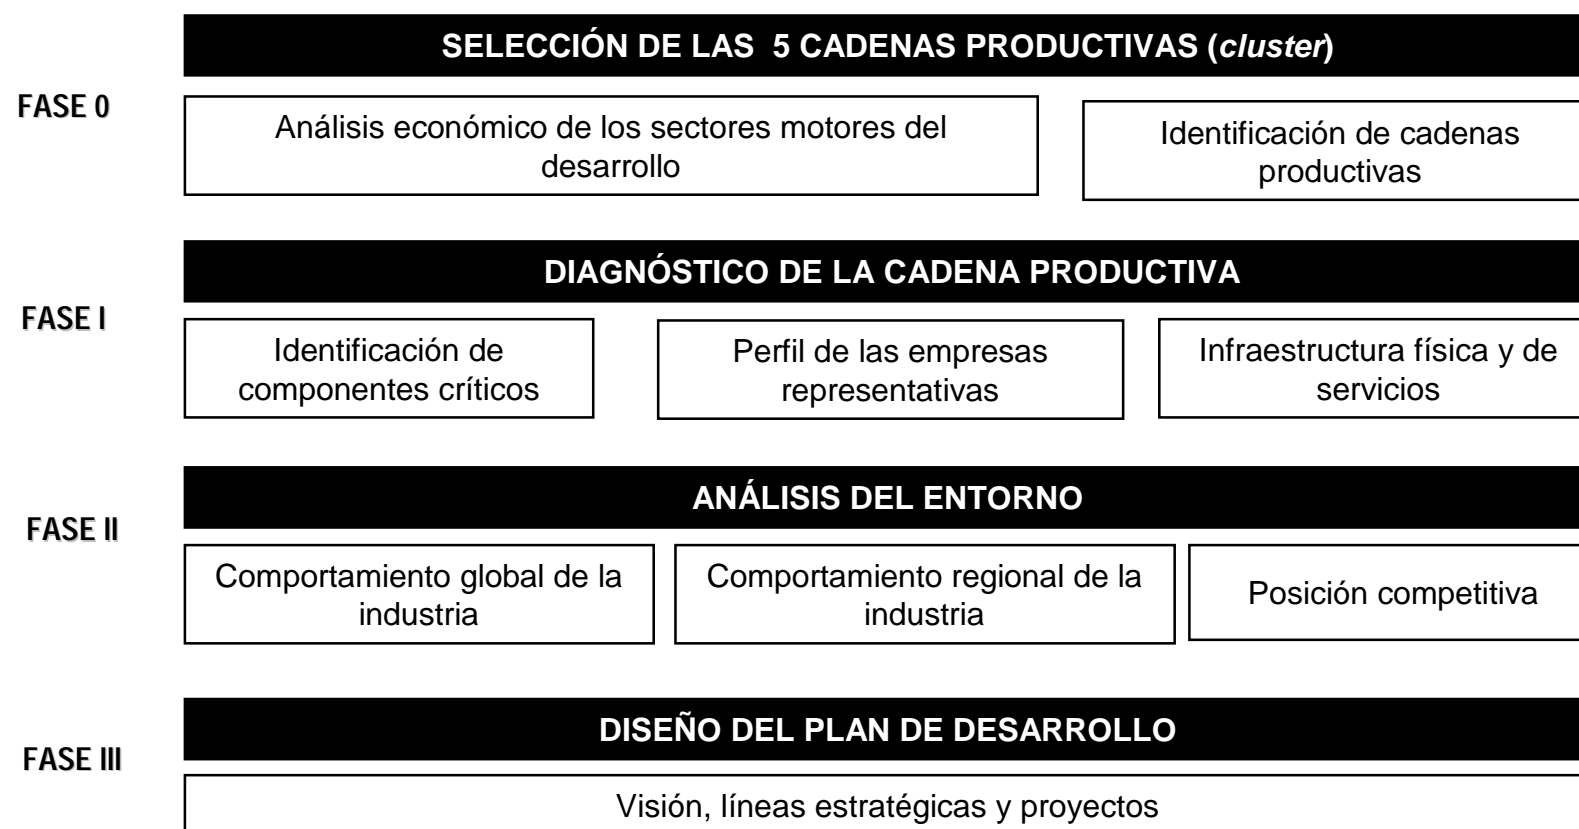 SELECCIÓN DE LAS 5 CADENAS PRODUCTIVAS (cluster)
FASE 0
Análisis económico de los sectores motores del
desarrollo
Identificación de cadenas
productivas
DIAGNÓSTICO DE LA CADENA PRODUCTIVA
FASE I
Identificación de
componentes críticos
Perfil de las empresas
representativas
Infraestructura física y de
servicios
ANÁLISIS DEL ENTORNO
FASE II
Comportamiento global de la
industria
Comportamiento regional de la
industria
Posición competitiva
DISEÑO DEL PLAN DE DESARROLLO
FASE III
Visión, líneas estratégicas y proyectos